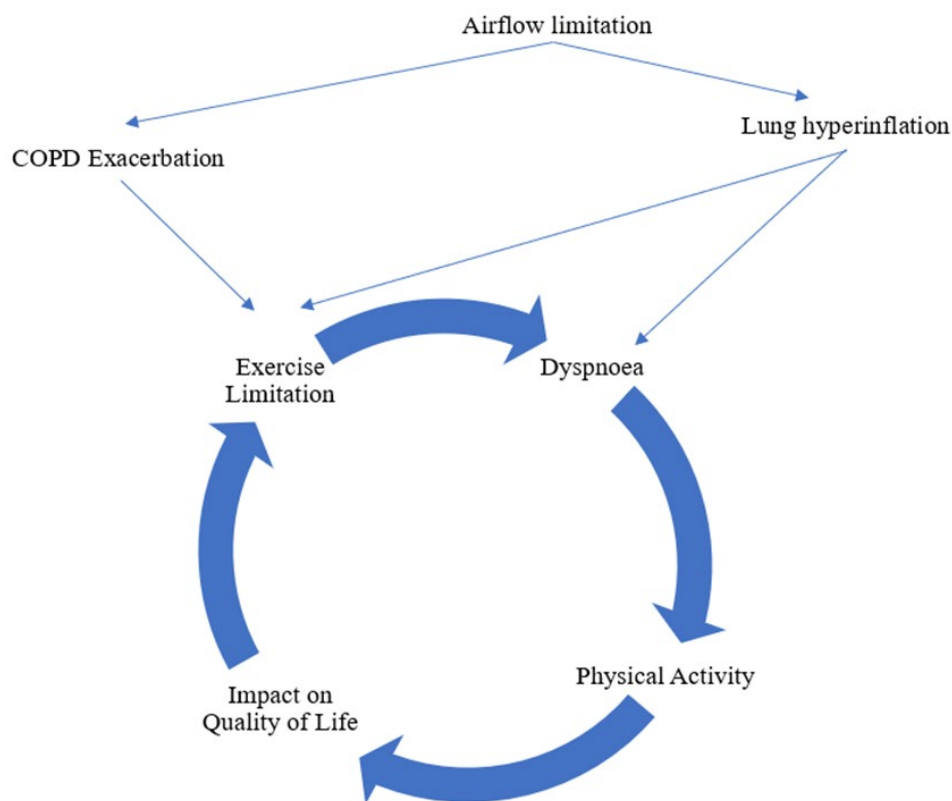 Airflow limitation
Lung hyperinflation
COPD Exacerbation
Exercise
Limitation
Dyspnoea
Physical Activity
Impact on
Quality of Life